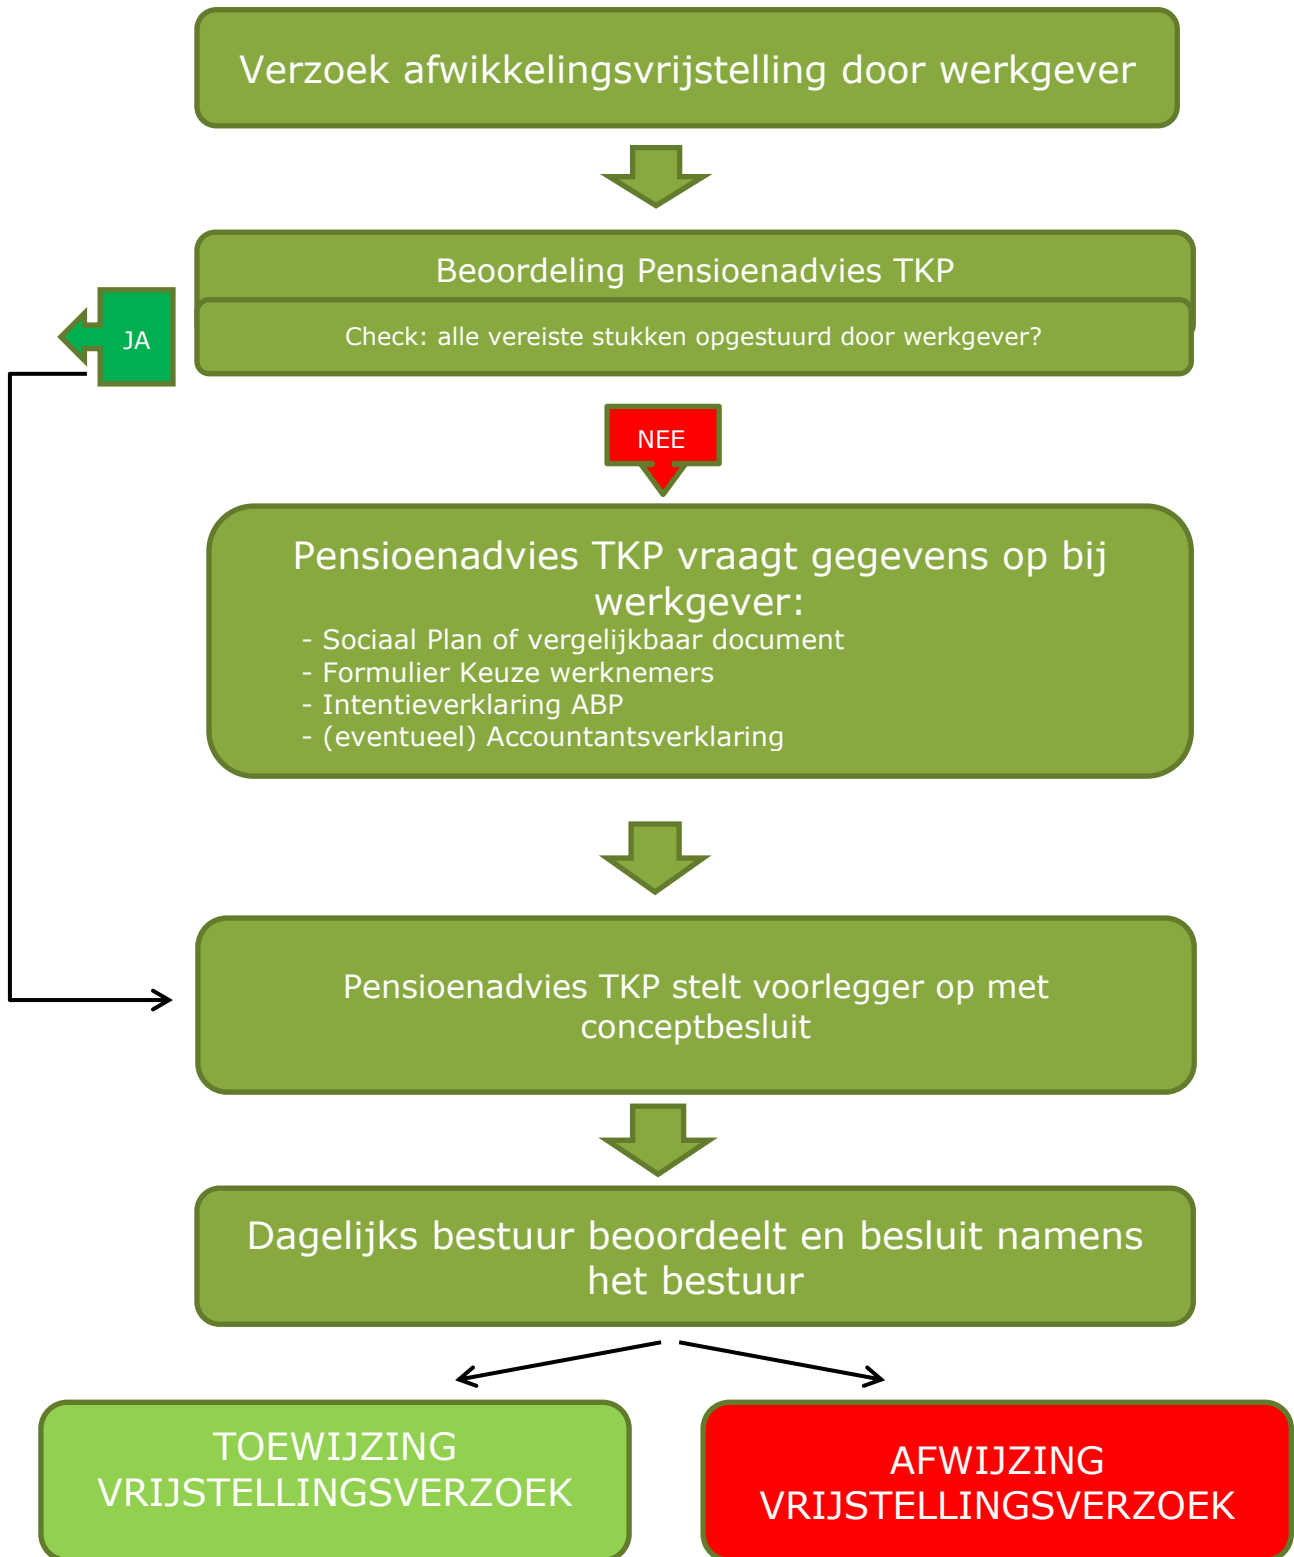 Verzoek afwikkelingsvrijstelling door werkgever
Beoordeling Pensioenadvies TKP
JA
Check: alle vereiste stukken opgestuurd door werkgever?
NEE
Pensioenadvies TKP vraagt gegevens op bij
werkgever:
- Sociaal Plan of vergelijkbaar document
- Formulier Keuze werknemers
- Intentieverklaring ABP
- (eventueel) Accountantsverklaring
Pensioenadvies TKP stelt voorlegger op met
conceptbesluit
Dagelijks bestuur beoordeelt en besluit namens
het bestuur
TOEWIJZING
VRIJSTELLINGSVERZOEK
AFWIJZING
VRIJSTELLINGSVERZOEK